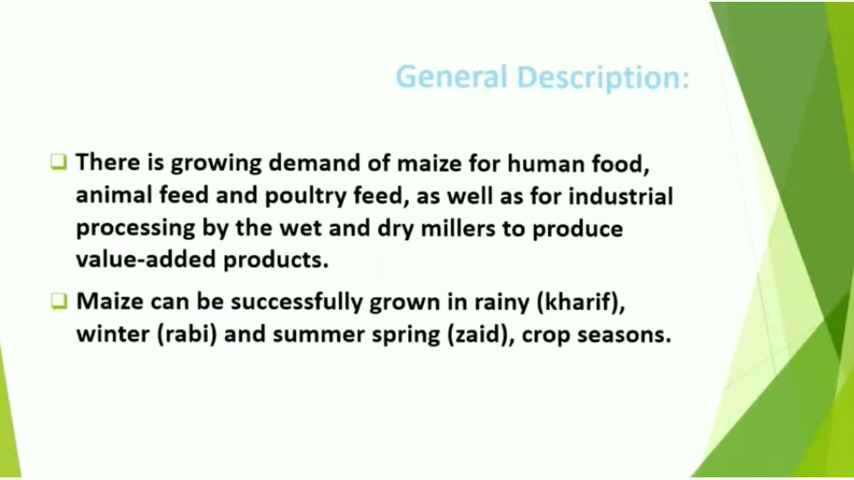 General Description:
There is growing demand of maize for human food,
animal feed and poultry feed, as well as for industrial
processing by the wet and dry millers to produce
value-added products.
Maize can be successfully grown in rainy (kharif),
winter (rabi) and summer spring (zaid), crop seasons.